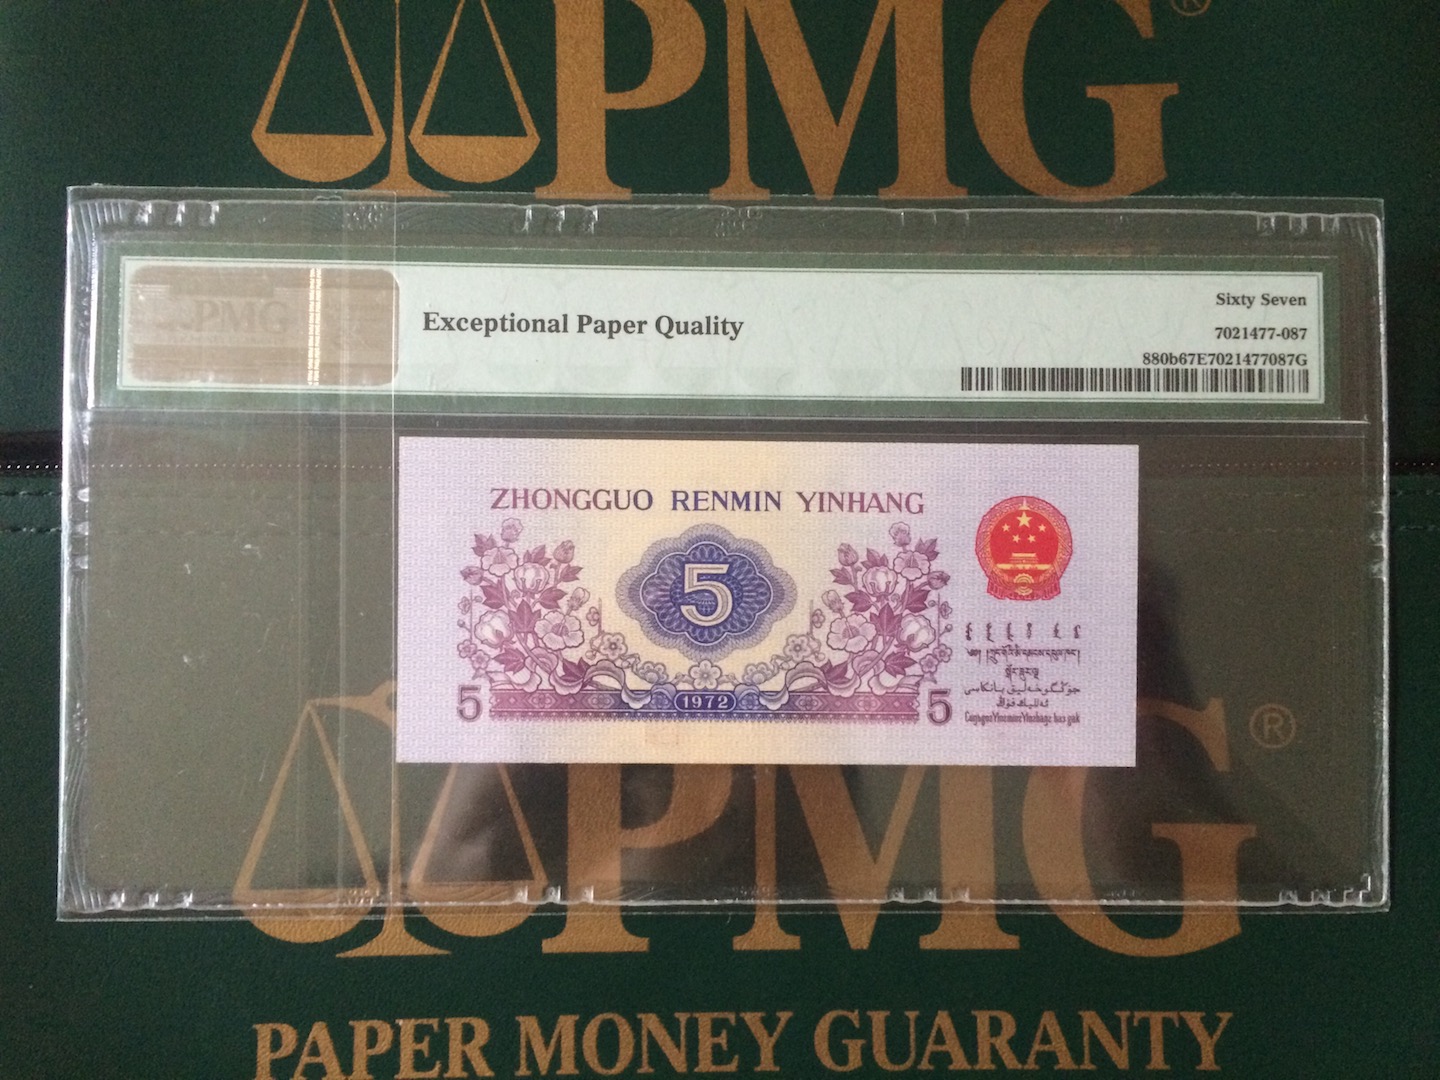 PMG®
PMG
Exceptional Paper Quality
Sixty Seven
7021477-087
880b67E7021477087G
ZHONGGUO RENMIN YINHANG
5
5 1972 5
PMG®
PAPER MONEY GUARANTY